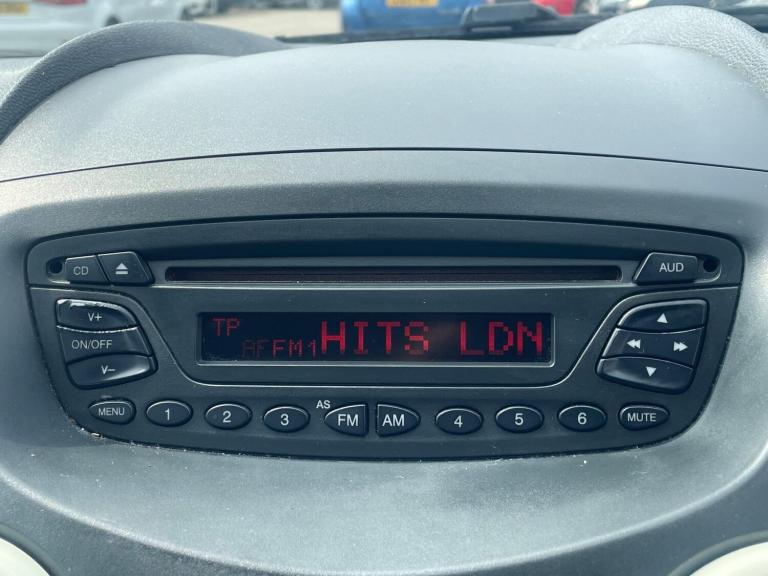 CD
AUD
V+
ON/OFF
V–
TP
AF FM1 HITS LDN
MENU 1 2 3 AS FM AM 4 5 6 MUTE